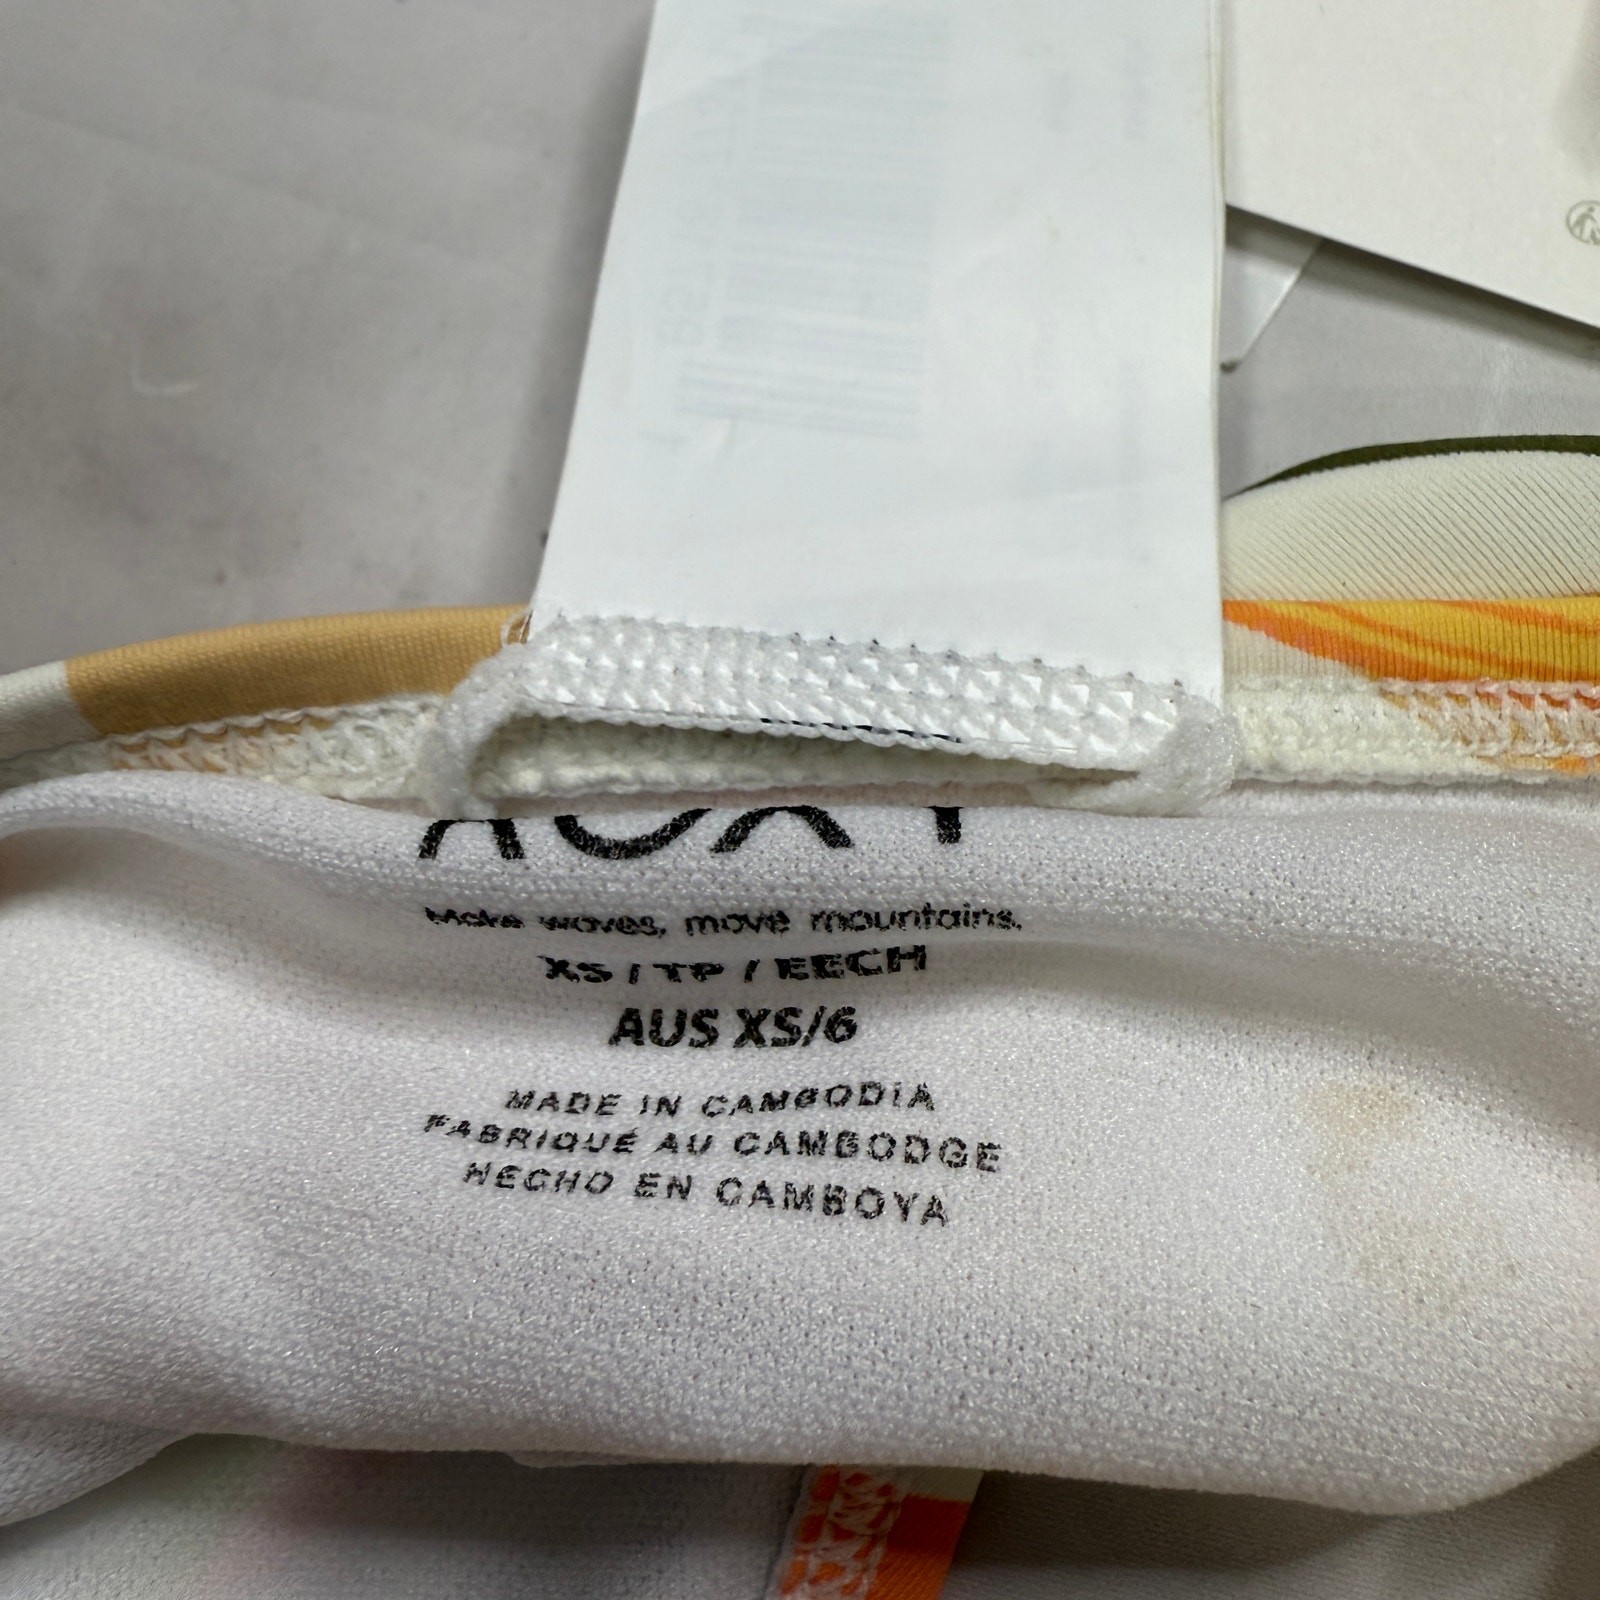 ROXY
Make waves, move mountains.
XS / TP / EECH
AUS XS/6
MADE IN CAMBODIA
FABRIQUÉ AU CAMBODGE
HECHO EN CAMBOYA